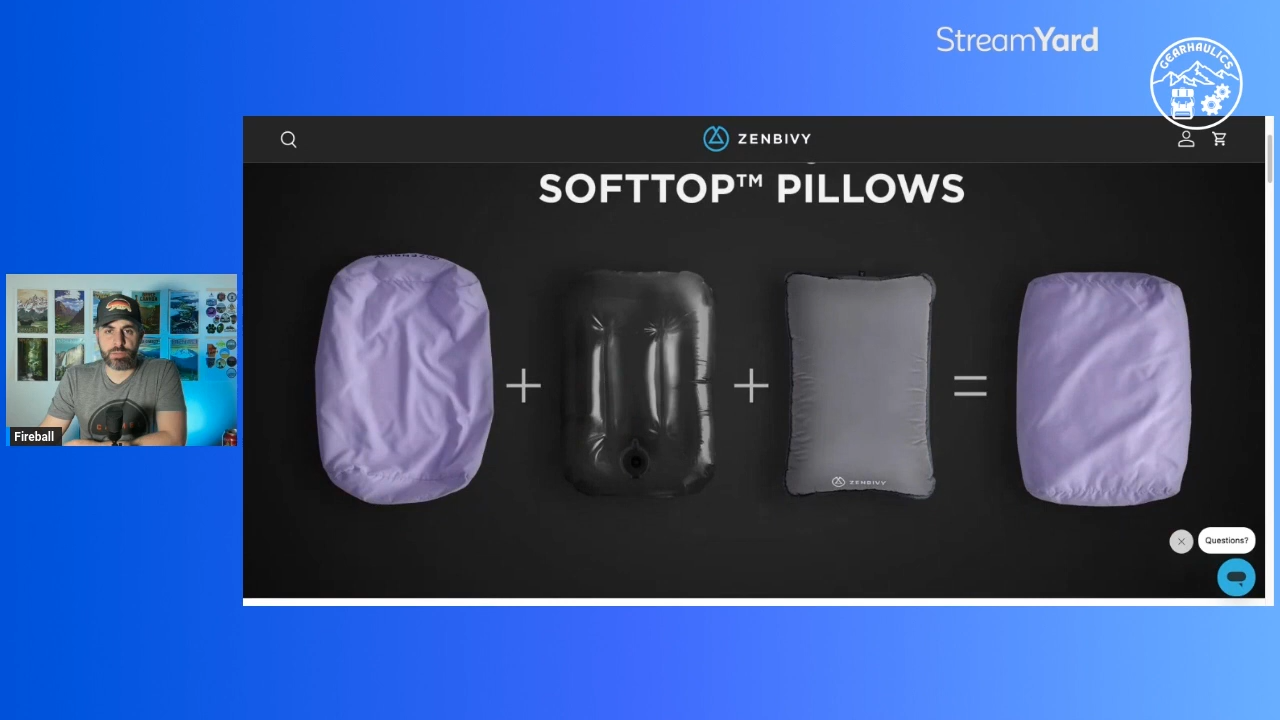 StreamYard
GEARHAULICS
ZENBIVY
SOFTTOP™ PILLOWS
+
+
=
ZENBIVY
Fireball
Questions?